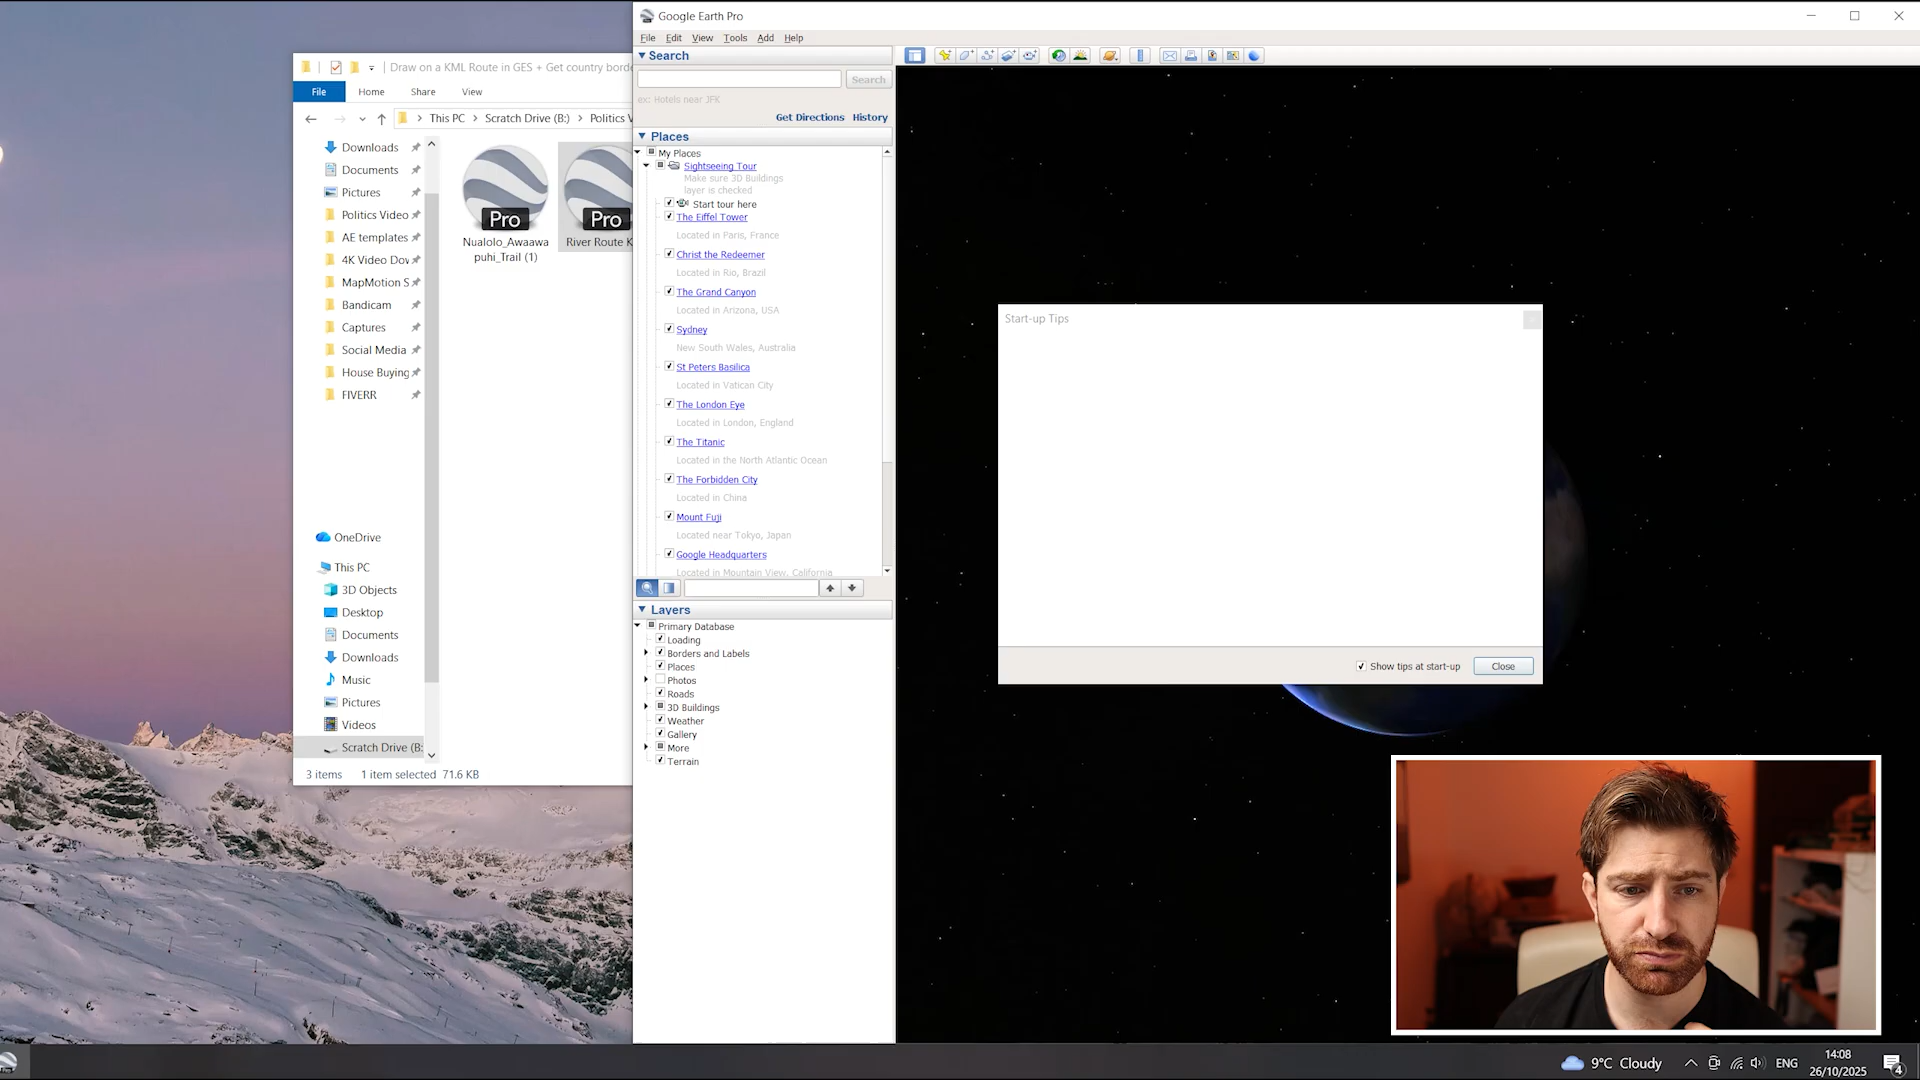 Google Earth Pro
File Edit View Tools Add Help
Search
Search
ex: Hotels near JFK
Get Directions History
Places
My Places
Sightseeing Tour
Make sure 3D Buildings
layer is checked
Start tour here
The Eiffel Tower
Located in Paris, France
Christ the Redeemer
Located in Rio, Brazil
The Grand Canyon
Located in Arizona, USA
Sydney
New South Wales, Australia
St Peters Basilica
Located in Vatican City
The London Eye
Located in London, England
The Titanic
Located in the North Atlantic Ocean
The Forbidden City
Located in China
Mount Fuji
Located near Tokyo, Japan
Google Headquarters
Located in Mountain View, California
Layers
Primary Database
Loading
Borders and Labels
Places
Photos
Roads
3D Buildings
Weather
Gallery
More
Terrain
Draw on a KML Route in GES + Get country borde
File Home Share View
This PC > Scratch Drive (B:) > Politics V
Downloads
Documents
Pictures
Politics Video
AE templates
4K Video Dov
MapMotion S
Bandicam
Captures
Social Media
House Buying
FIVERR
OneDrive
This PC
3D Objects
Desktop
Documents
Downloads
Music
Pictures
Videos
Scratch Drive (B:
Pro
Nualolo_Awaawa
puhi_Trail (1)
Pro
River Route K
3 items 1 item selected 71.6 KB
Start-up Tips
Show tips at start-up
Close
9°C Cloudy
ENG
14:08
26/10/2025
4